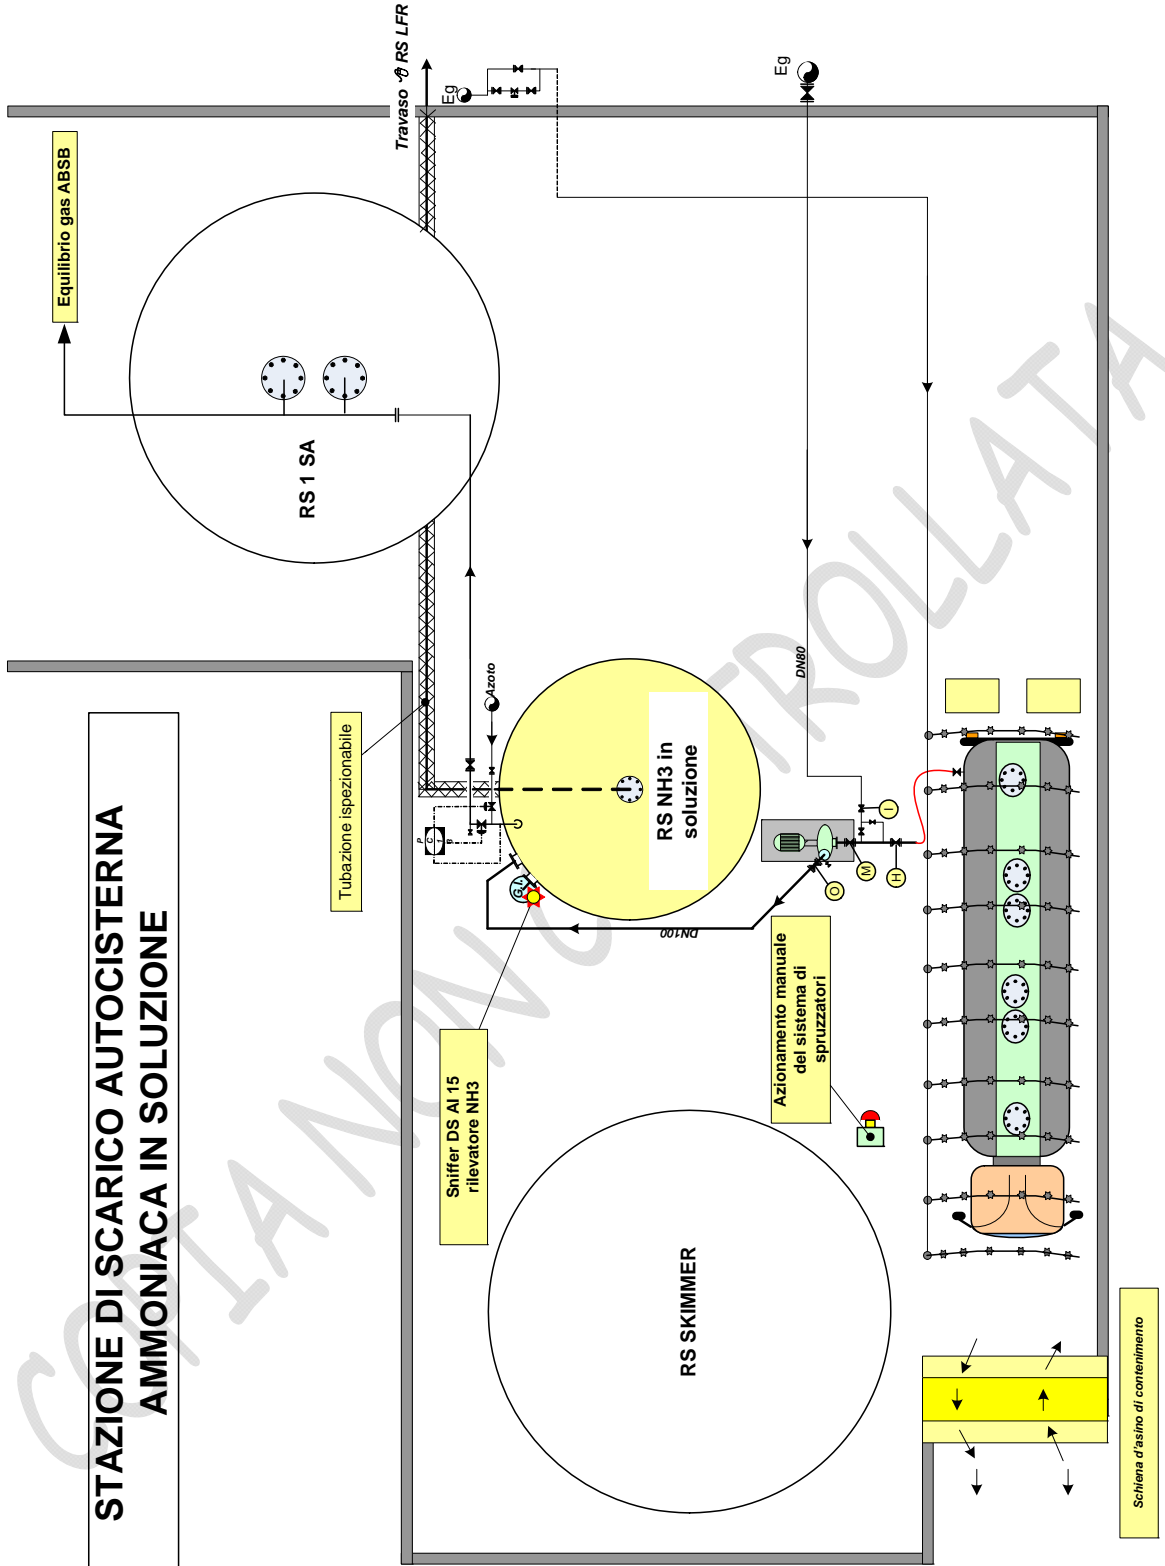 STAZIONE DI SCARICO AUTOCISTERNA
AMMONIACA IN SOLUZIONE
COPIA NON CONTROLLATA
Equilibrio gas ABSB
Travaso
RS LFR
Eg
Eg
RS 1 SA
Tubazione ispezionabile
Azoto
DN80
RS NH3 in
soluzione
P
C
1
G.I.
DN100
I
M
H
O
Sniffer DS AI 15
rilevatore NH3
Azionamento manuale
del sistema di
spruzzatori
RS SKIMMER
Schiena d'asino di contenimento